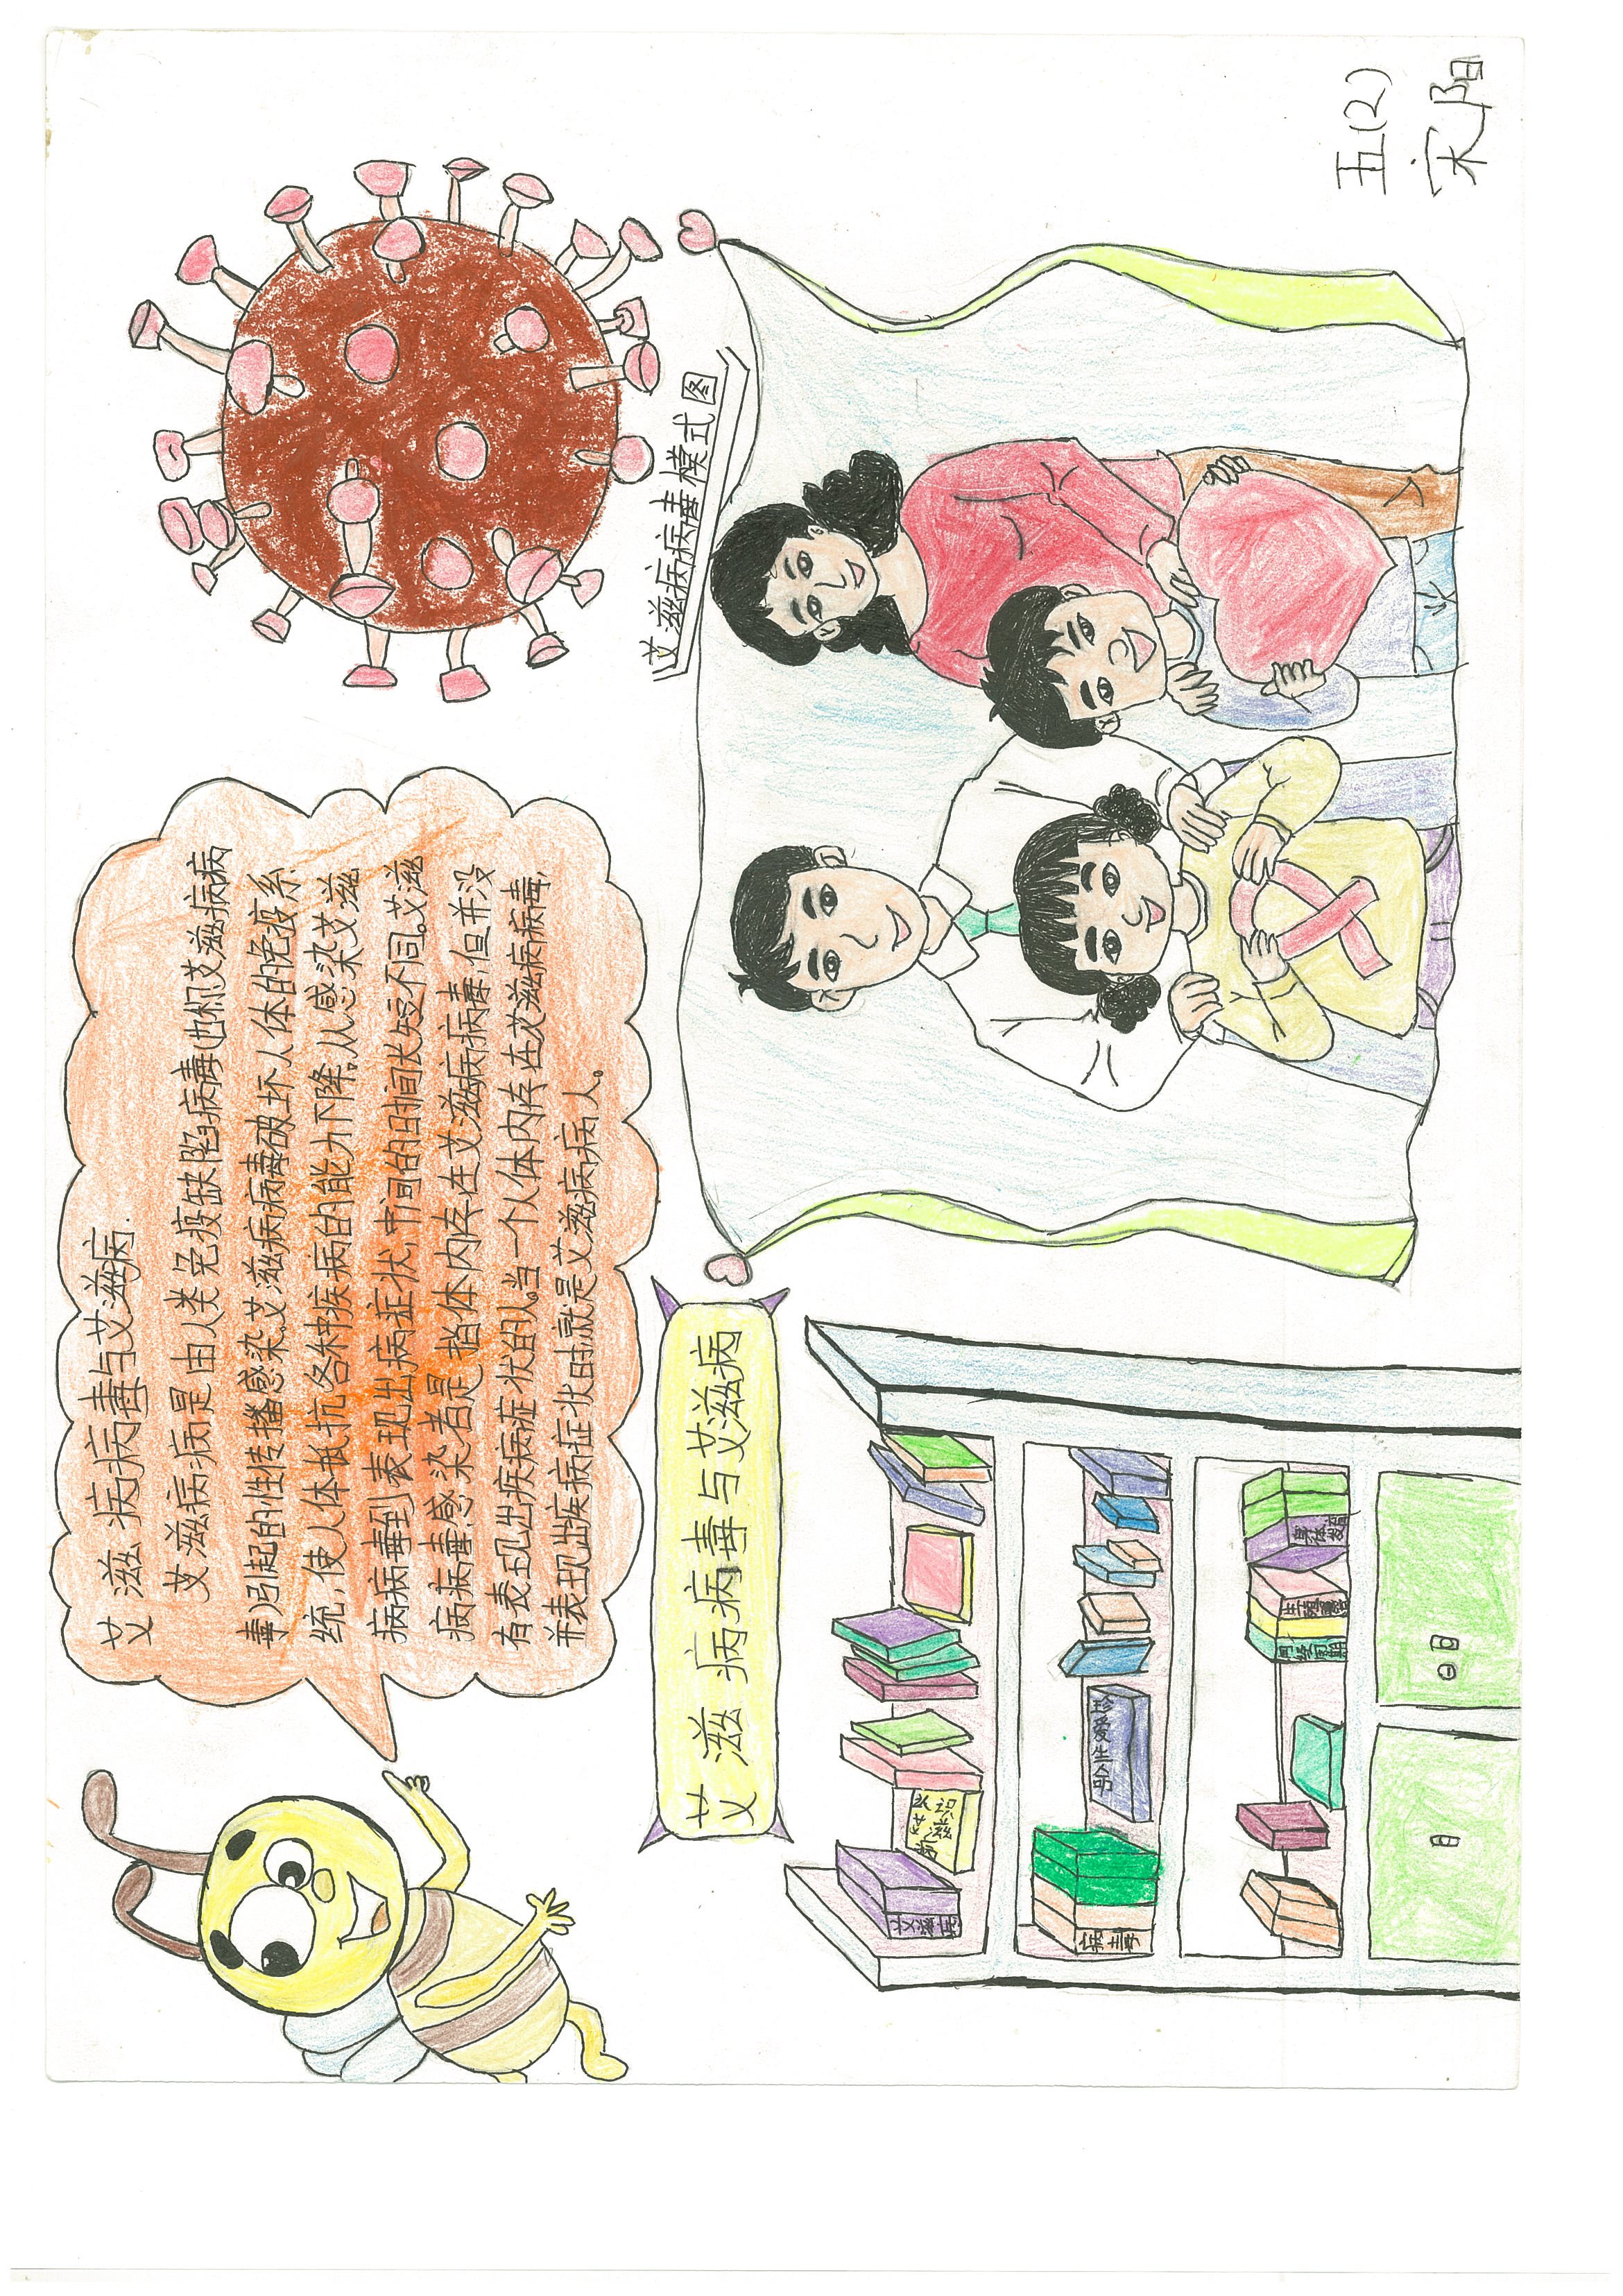 艾滋病病毒与艾滋病.
艾滋病病是由人类免疫缺陷病毒(也称艾滋病病
毒)引起的性传播感染。艾滋病病毒破坏人体的免疫系
统,使人体抵抗各种疾病的能力下降。从感染艾滋
病病毒到表现出病症状,中间的时间长短不同。艾滋
病病毒感染者是指体内存在艾滋病病毒,但并没
有表现出疾病症状的人。当一个人体内存在艾滋病病毒,
并表现出疾病症状时就是艾滋病病人。
艾滋病病毒模式图
艾滋病病毒与艾滋病
艾滋病
认识
艾滋
病
病毒
珍爱生命
身体
教育
五(2)
宋阳